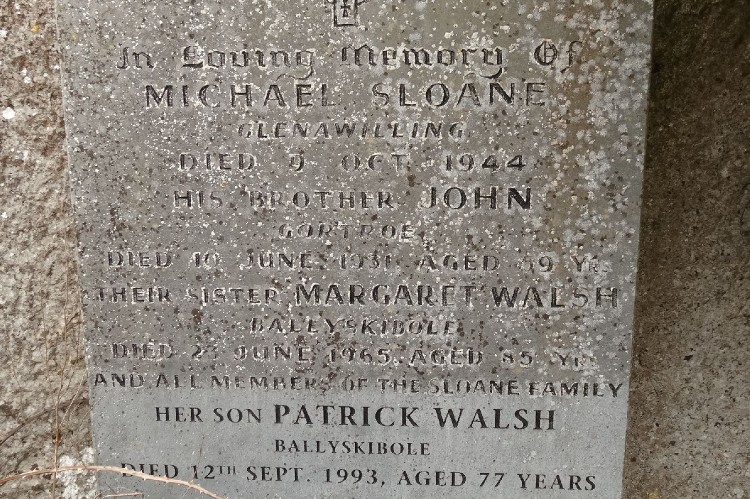 In Loving Memory Of
MICHAEL SLOANE
GLENAWILLING
DIED 9 OCT 1944
HIS BROTHER JOHN
GORTROE
DIED 10 JUNE 1931 AGED YRS
THEIR SISTER MARGARET WALSH
BALLYSKIBOLE
DIED 23 JUNE 1965 AGED 85 YRS
AND ALL MEMBERS OF THE SLOANE FAMILY
HER SON PATRICK WALSH
BALLYSKIBOLE
DIED 12TH SEPT. 1993, AGED 77 YEARS